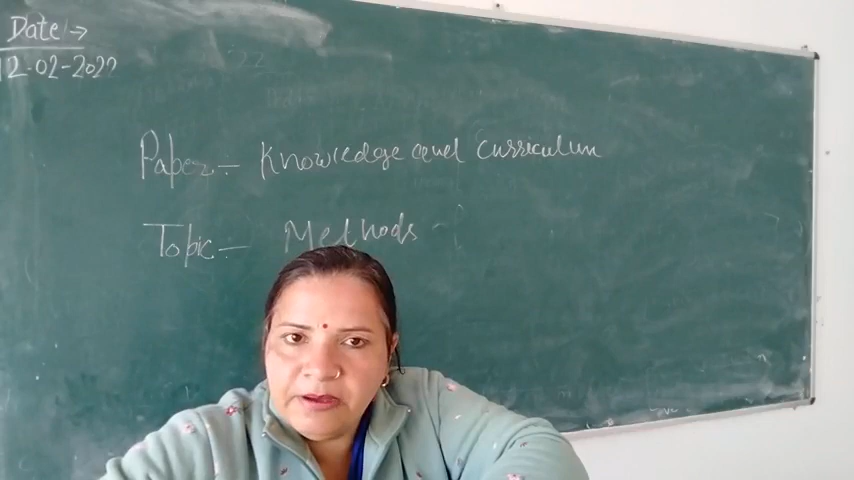 Date :→
12-02-2022
Paper :- Knowledge and curriculum
Topic :- Methods